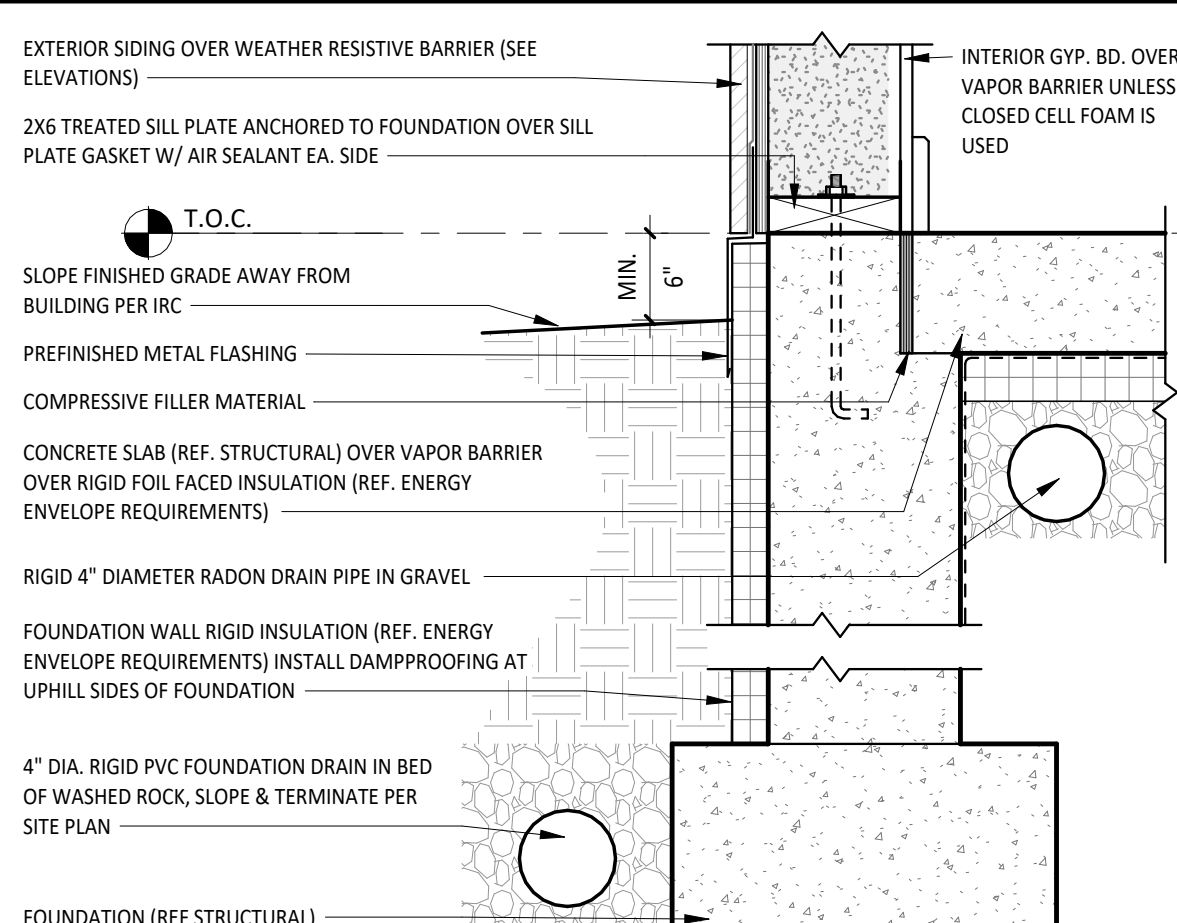 EXTERIOR SIDING OVER WEATHER RESISTIVE BARRIER (SEE
ELEVATIONS)
INTERIOR GYP. BD. OVER
VAPOR BARRIER UNLESS
CLOSED CELL FOAM IS
USED
2X6 TREATED SILL PLATE ANCHORED TO FOUNDATION OVER SILL
PLATE GASKET W/ AIR SEALANT EA. SIDE
T.O.C.
MIN.
6"
SLOPE FINISHED GRADE AWAY FROM
BUILDING PER IRC
PREFINISHED METAL FLASHING
COMPRESSIVE FILLER MATERIAL
CONCRETE SLAB (REF. STRUCTURAL) OVER VAPOR BARRIER
OVER RIGID FOIL FACED INSULATION (REF. ENERGY
ENVELOPE REQUIREMENTS)
RIGID 4" DIAMETER RADON DRAIN PIPE IN GRAVEL
FOUNDATION WALL RIGID INSULATION (REF. ENERGY
ENVELOPE REQUIREMENTS) INSTALL DAMPPROOFING AT
UPHILL SIDES OF FOUNDATION
4" DIA. RIGID PVC FOUNDATION DRAIN IN BED
OF WASHED ROCK, SLOPE & TERMINATE PER
SITE PLAN
FOUNDATION (REF STRUCTURAL)